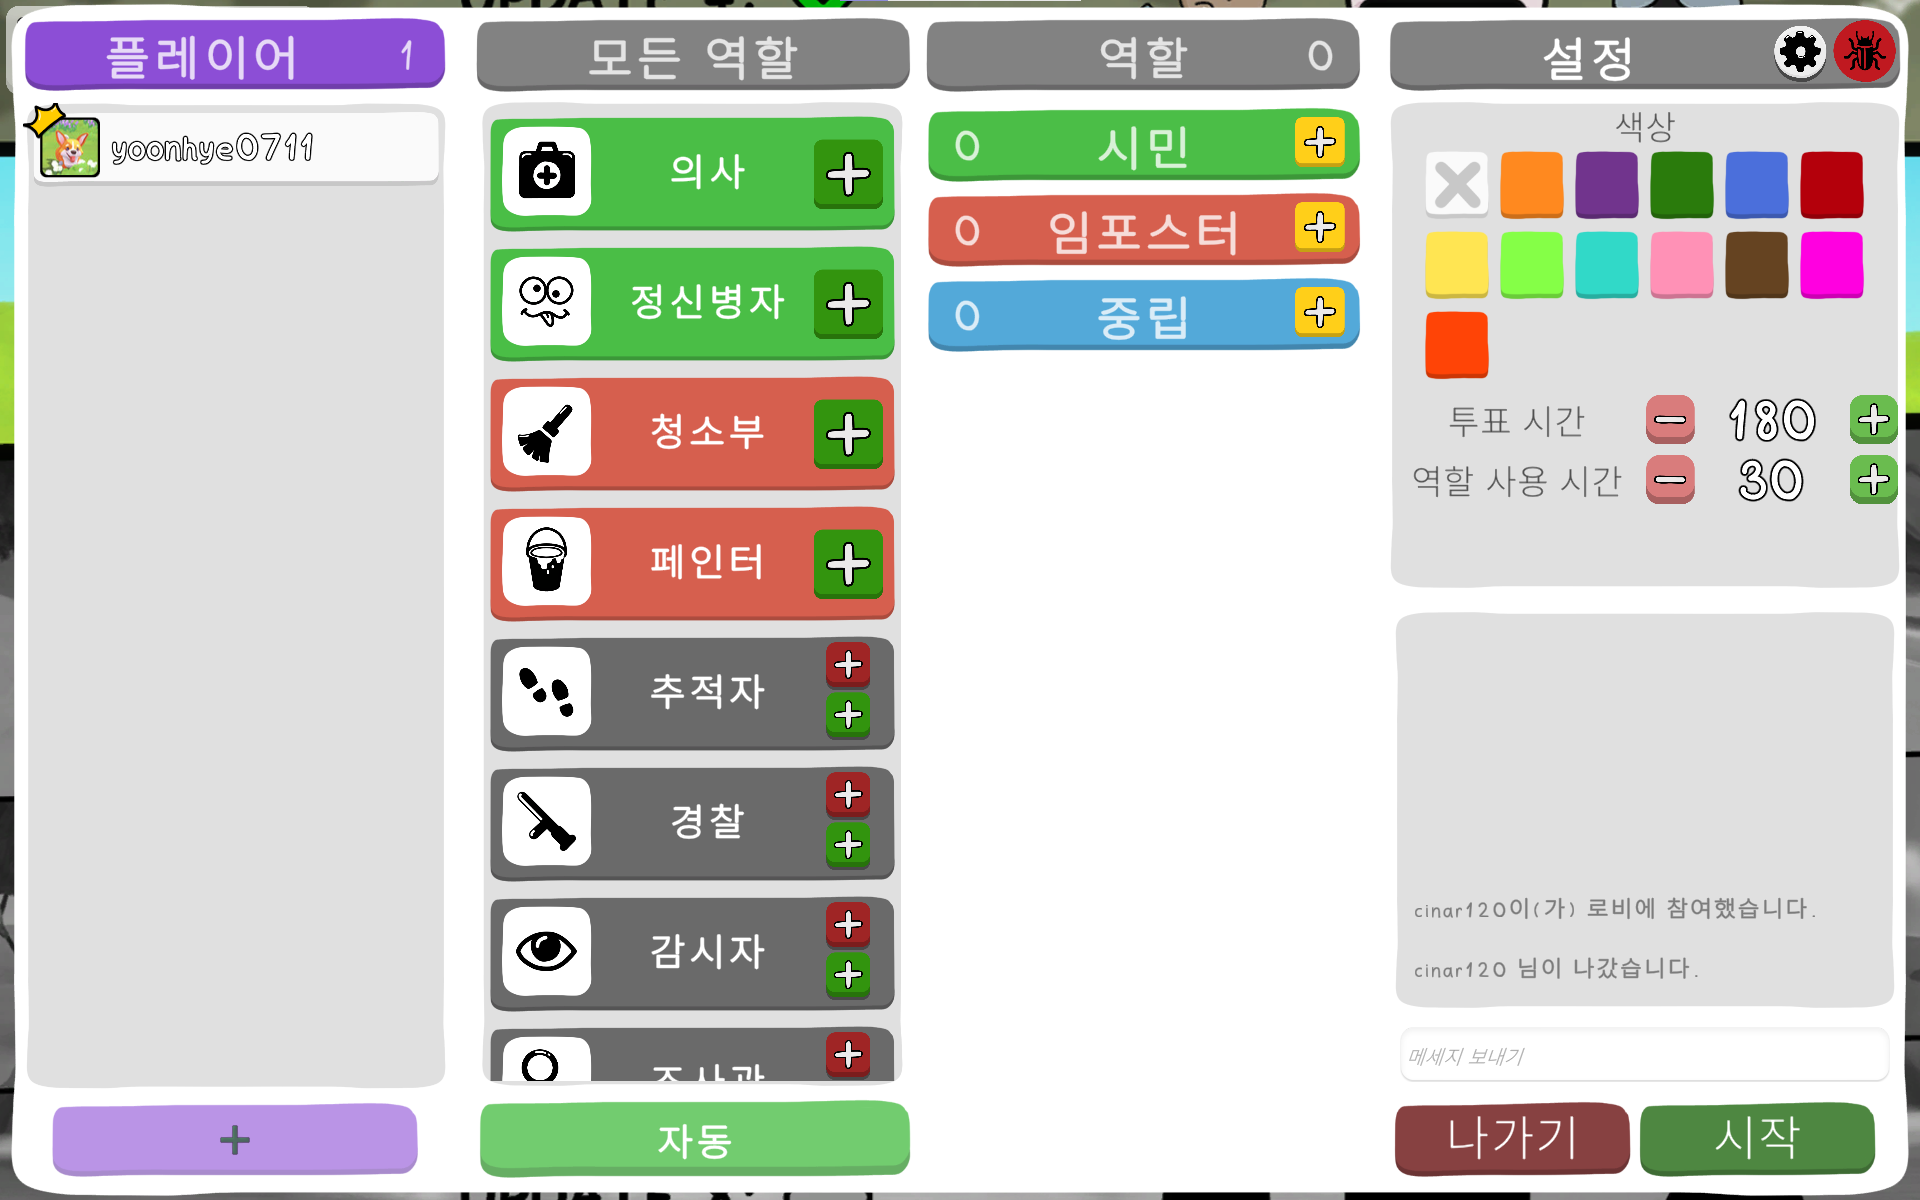 플레이어 1
yoonhye0711
모든 역할
의사
정신병자
청소부
페인터
추적자
경찰
감시자
조사관
자동
역할 0
0 시민
0 임포스터
0 중립
설정
색상
투표 시간 180
역할 사용 시간 30
cinar120이(가) 로비에 참여했습니다.
cinar120 님이 나갔습니다.
메세지 보내기
나가기
시작